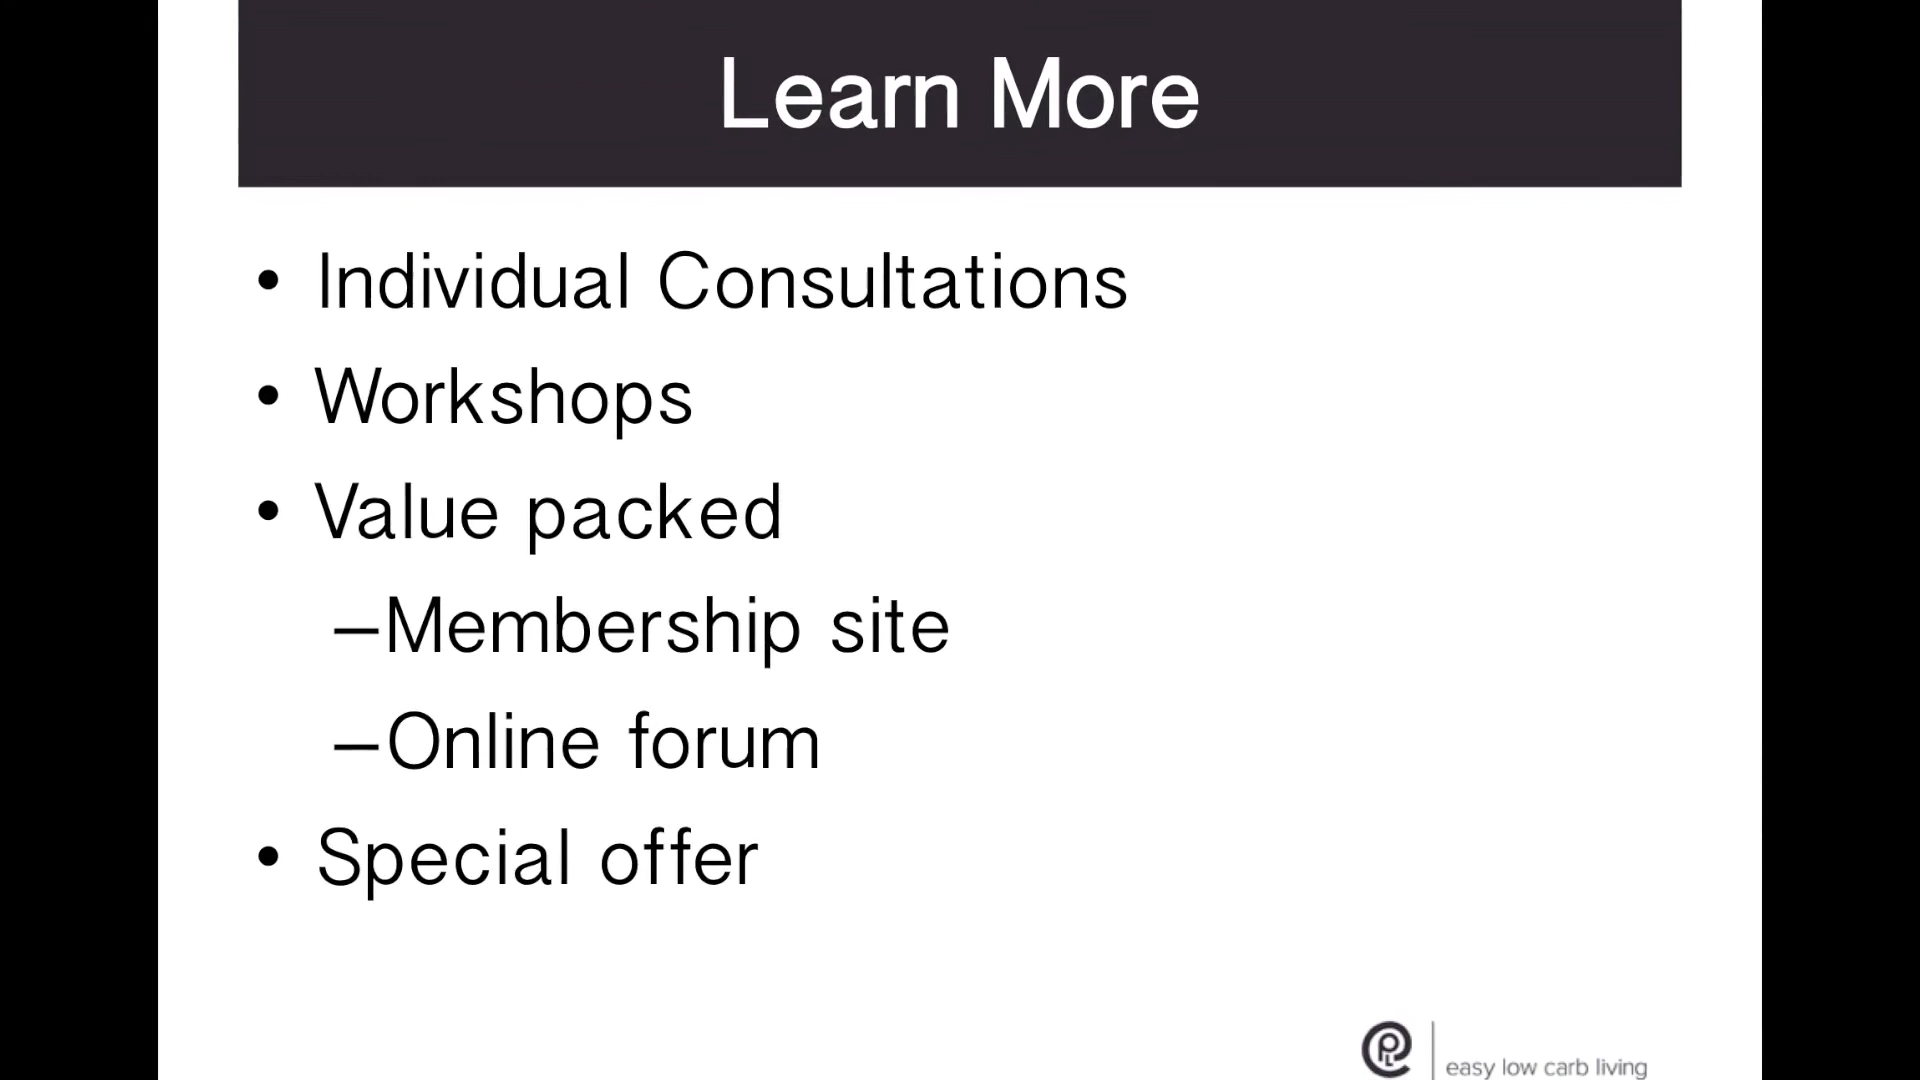 Learn More
• Individual Consultations
• Workshops
• Value packed
–Membership site
–Online forum
• Special offer
easy low carb living